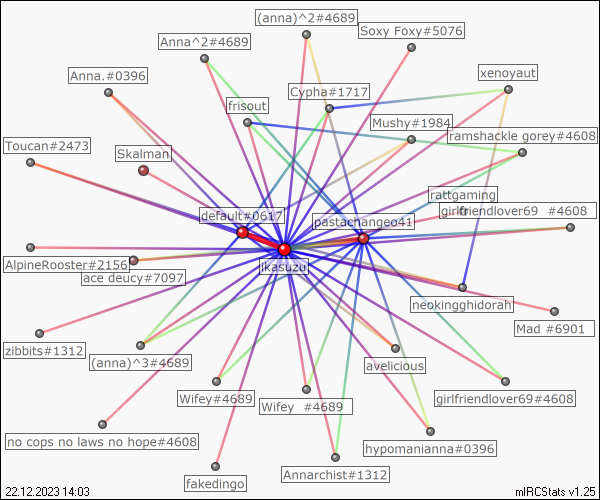 (anna)^2#4689
Soxy Foxy#5076
Anna^2#4689
Anna.#0396
xenoyaut
Cypha#1717
frisout
Mushy#1984
ramshackle gorey#4608
Toucan#2473
Skalman
rattgaming
girlfriendlover69 #4608
default#0617
pastachangeo41
AlpineRooster#2156
jkasuzu
ace deucy#7097
neokingghidorah
Mad #6901
zibbits#1312
(anna)^3#4689
avelicious
Wifey#4689
Wifey #4689
girlfriendlover69#4608
no cops no laws no hope#4608
hypomanianna#0396
fakedingo
Annarchist#1312
22.12.2023 14:03
mIRCStats v1.25